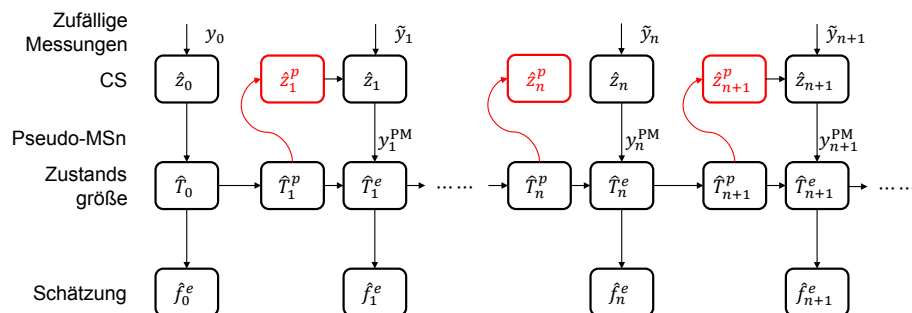 Zufällige
Messungen
y₀ ỹ₁ ỹₙ ỹₙ₊₁
CS
ẑ₀ ẑ₁ᵖ ẑ₁ ẑₙᵖ ẑₙ ẑₙ₊₁ᵖ ẑₙ₊₁
Pseudo-MSn
y₁ᴾᴹ yₙᴾᴹ yₙ₊₁ᴾᴹ
Zustands
größe
T̂₀ T̂₁ᵖ T̂₁ᵉ ... ... T̂ₙᵖ T̂ₙᵉ T̂ₙ₊₁ᵖ T̂ₙ₊₁ᵉ ... ...
Schätzung
f̂₀ᵉ f̂₁ᵉ f̂ₙᵉ f̂ₙ₊₁ᵉ